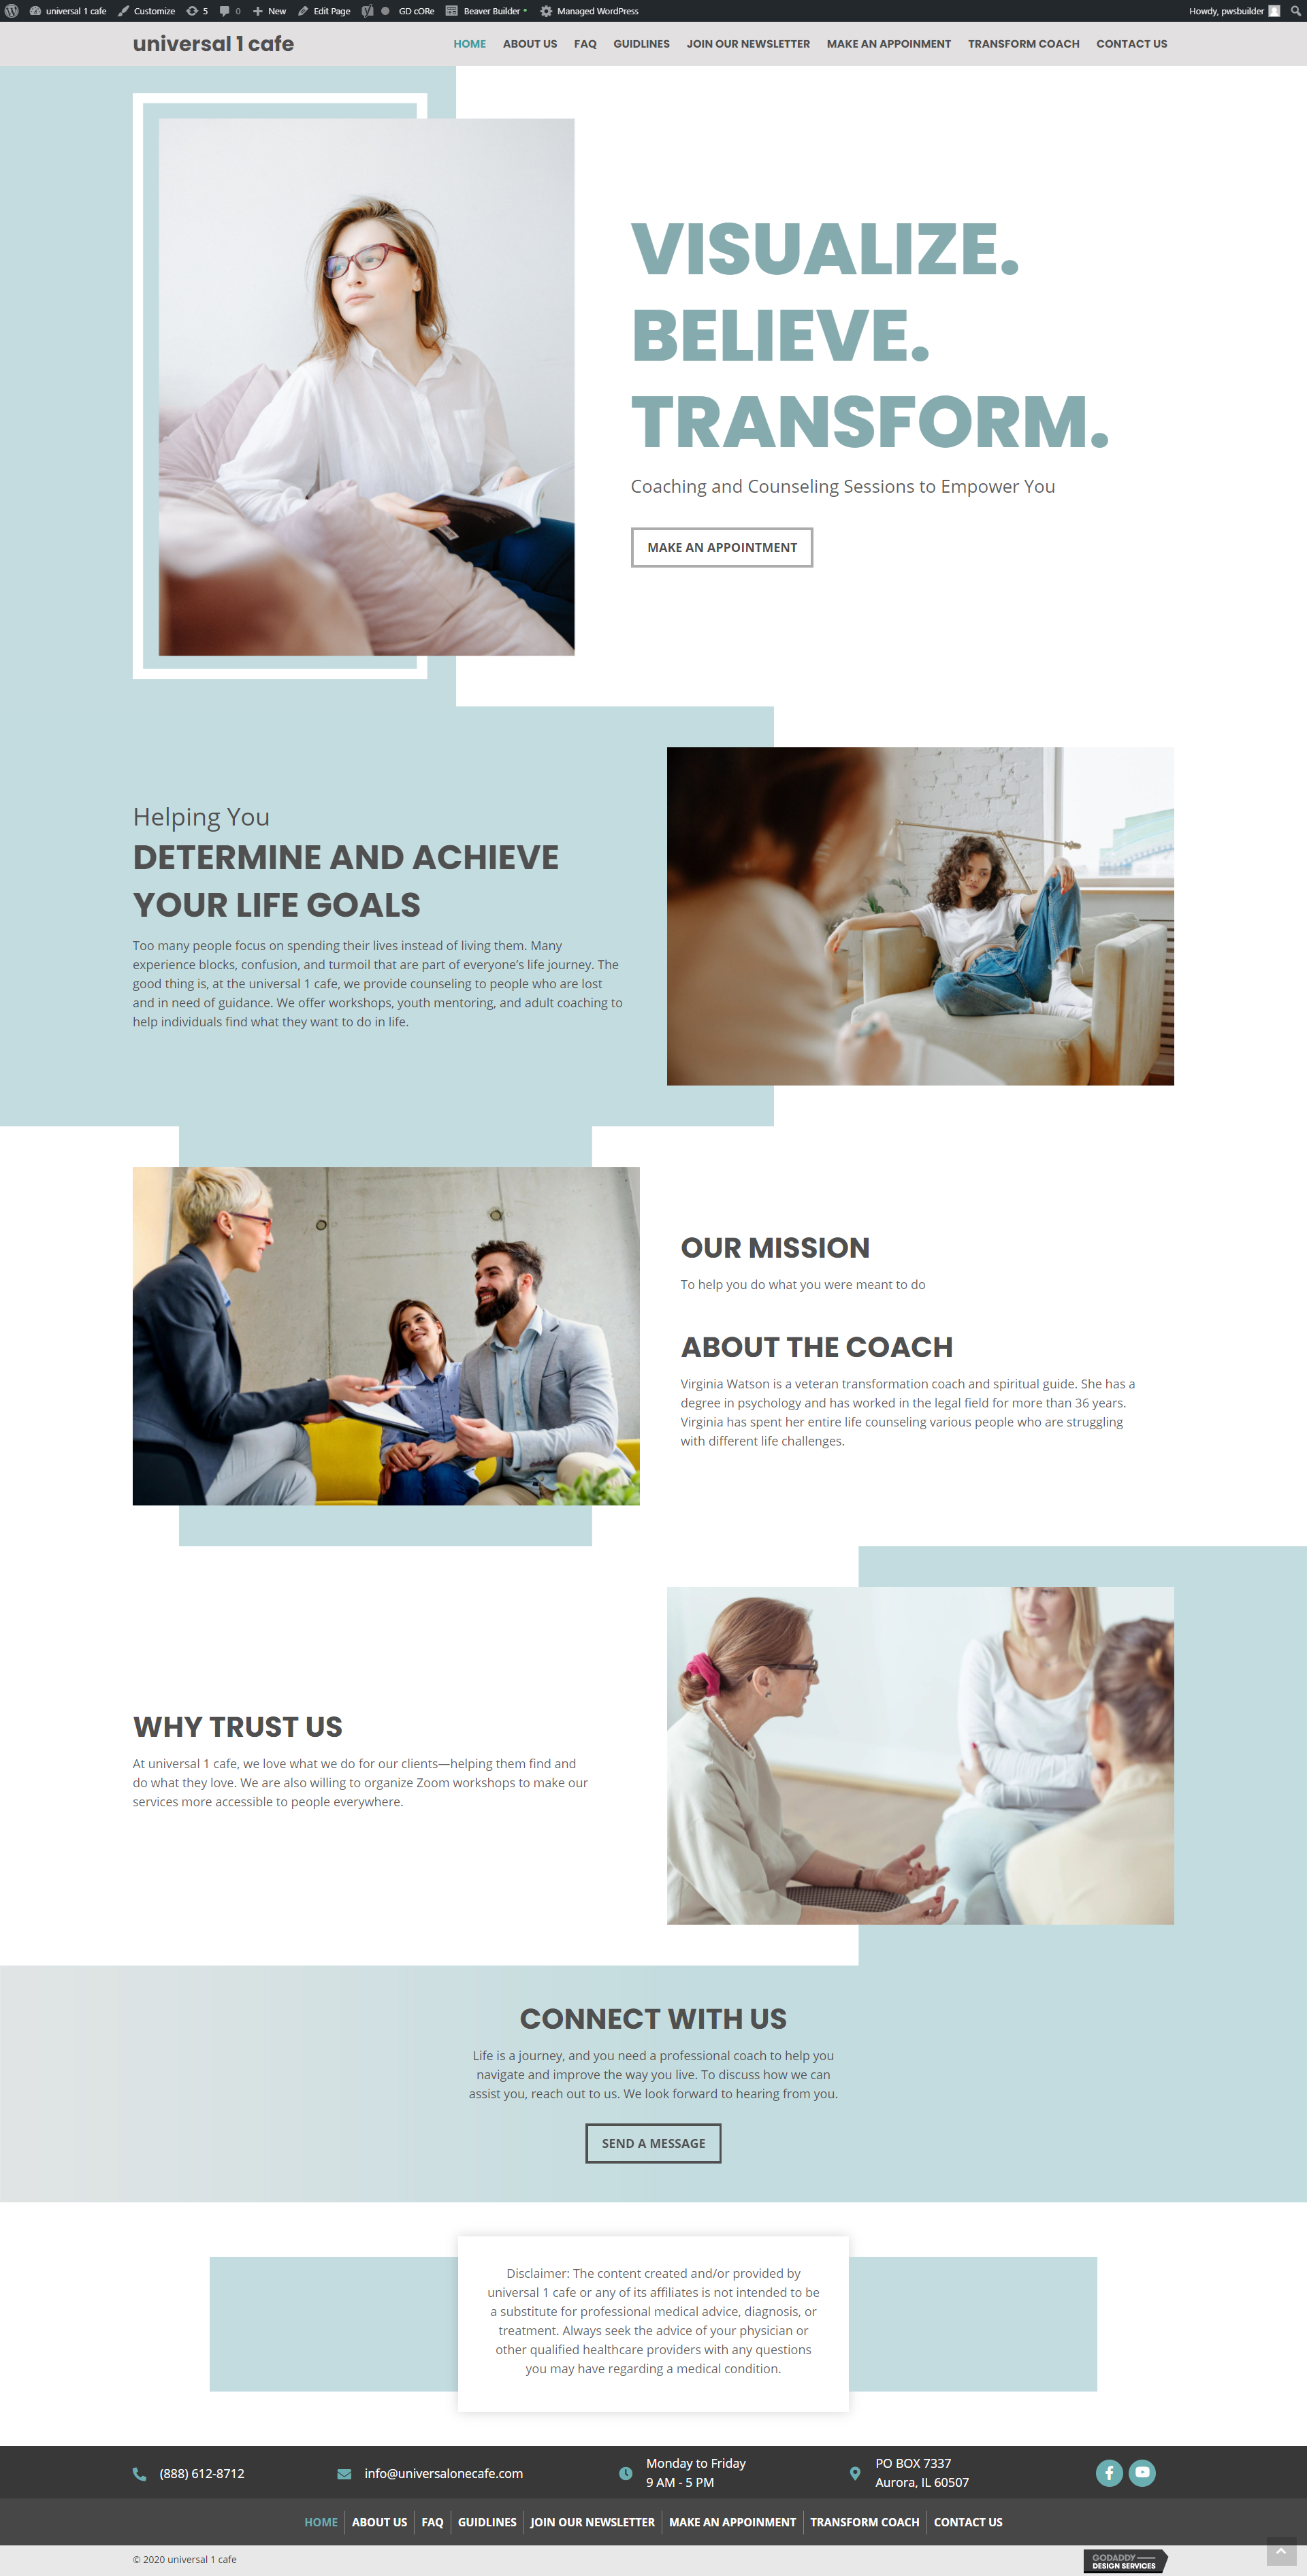 universal 1 cafe Customize 5 0 New Edit Page GD cORe Beaver Builder Managed WordPress Howdy, pwsbuilder
universal 1 cafe
HOME ABOUT US FAQ GUIDLINES JOIN OUR NEWSLETTER MAKE AN APPOINMENT TRANSFORM COACH CONTACT US
VISUALIZE.
BELIEVE.
TRANSFORM.
Coaching and Counseling Sessions to Empower You
MAKE AN APPOINTMENT
Helping You
DETERMINE AND ACHIEVE
YOUR LIFE GOALS
Too many people focus on spending their lives instead of living them. Many
experience blocks, confusion, and turmoil that are part of everyone's life journey. The
good thing is, at the universal 1 cafe, we provide counseling to people who are lost
and in need of guidance. We offer workshops, youth mentoring, and adult coaching to
help individuals find what they want to do in life.
OUR MISSION
To help you do what you were meant to do
ABOUT THE COACH
Virginia Watson is a veteran transformation coach and spiritual guide. She has a
degree in psychology and has worked in the legal field for more than 36 years.
Virginia has spent her entire life counseling various people who are struggling
with different life challenges.
WHY TRUST US
At universal 1 cafe, we love what we do for our clients—helping them find and
do what they love. We are also willing to organize Zoom workshops to make our
services more accessible to people everywhere.
CONNECT WITH US
Life is a journey, and you need a professional coach to help you
navigate and improve the way you live. To discuss how we can
assist you, reach out to us. We look forward to hearing from you.
SEND A MESSAGE
Disclaimer: The content created and/or provided by
universal 1 cafe or any of its affiliates is not intended to be
a substitute for professional medical advice, diagnosis, or
treatment. Always seek the advice of your physician or
other qualified healthcare providers with any questions
you may have regarding a medical condition.
(888) 612-8712
info@universalonecafe.com
Monday to Friday
9 AM - 5 PM
PO BOX 7337
Aurora, IL 60507
HOME ABOUT US FAQ GUIDLINES JOIN OUR NEWSLETTER MAKE AN APPOINMENT TRANSFORM COACH CONTACT US
© 2020 universal 1 cafe
GODADDY
DESIGN SERVICES